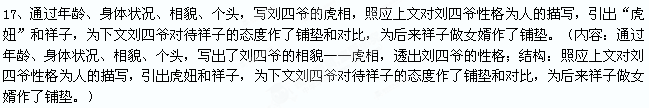 17、通过年龄、身体状况、相貌、个头，写刘四爷的虎相，照应上文对刘四爷性格为人的描写，引出“虎
妞”和祥子，为下文刘四爷对待祥子的态度作了铺垫和对比，为后来祥子做女婿作了铺垫。（内容：通过
年龄、身体状况、相貌、个头，写出了刘四爷的相貌一—虎相，透出刘四爷的性格；结构：照应上文对刘
四爷性格为人的描写，引出虎妞和祥子，为下文刘四爷对待祥子的态度作了铺垫和对比，为后来祥子做女
婿作了铺垫。）